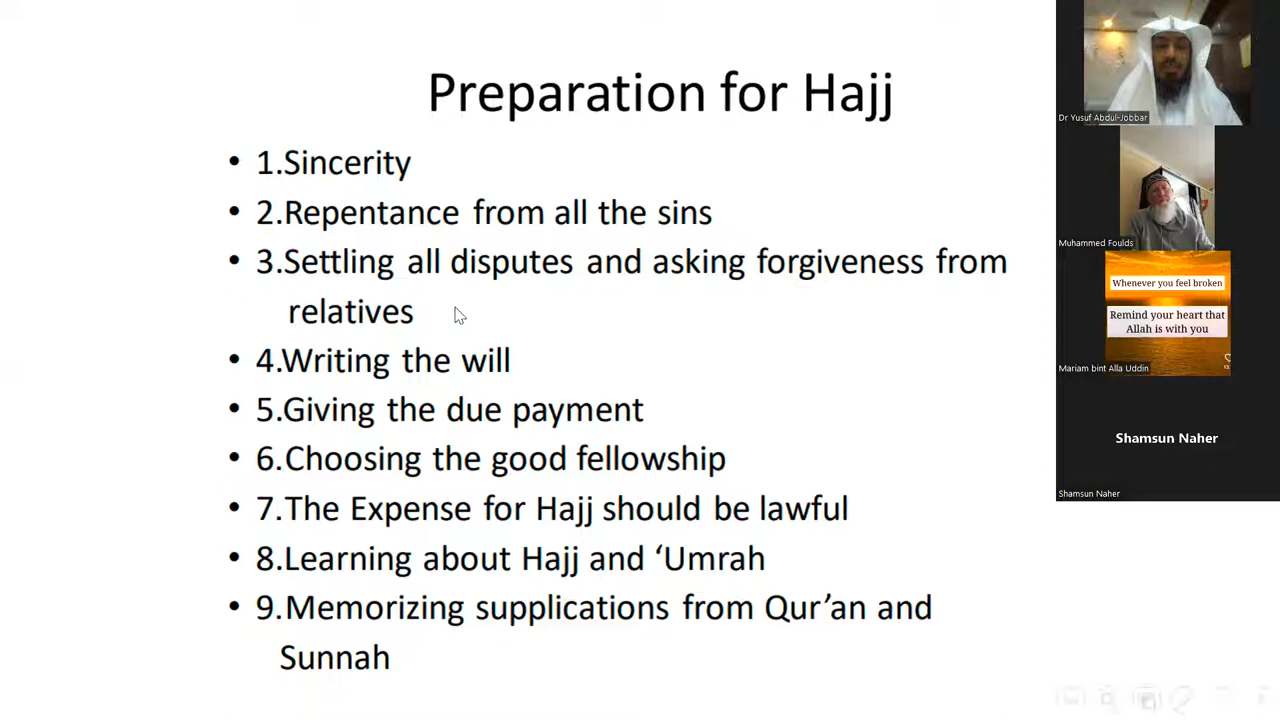 Preparation for Hajj
• 1.Sincerity
• 2.Repentance from all the sins
• 3.Settling all disputes and asking forgiveness from
relatives
• 4.Writing the will
• 5.Giving the due payment
• 6.Choosing the good fellowship
• 7.The Expense for Hajj should be lawful
• 8.Learning about Hajj and ‘Umrah
• 9.Memorizing supplications from Qur’an and
Sunnah
Dr Yusuf Abdul-Jobbar
Muhammed Foulds
Whenever you feel broken
Remind your heart that
Allah is with you
Mariam bint Alla Uddin
Shamsun Naher
Shamsun Naher